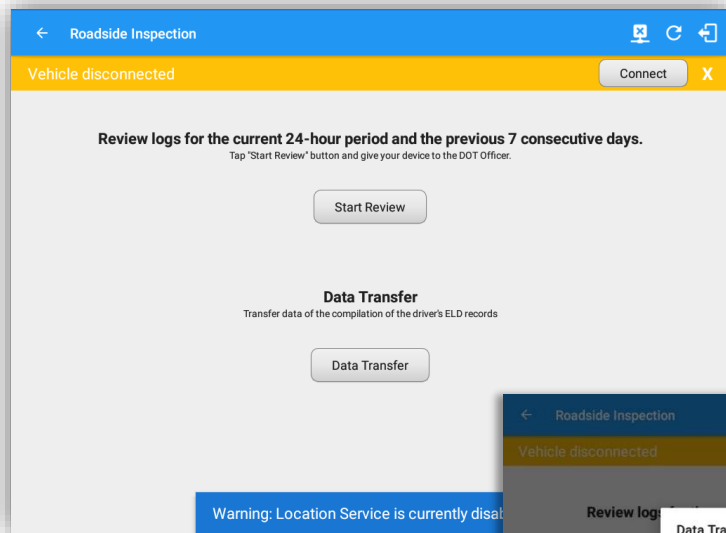 Roadside Inspection
Vehicle disconnected
Connect X
Review logs for the current 24-hour period and the previous 7 consecutive days.
Tap "Start Review" button and give your device to the DOT Officer.
Start Review
Data Transfer
Transfer data of the compilation of the driver's ELD records
Data Transfer
Warning: Location Service is currently
Roadside Inspection
Vehicle disconnected
Review
Data